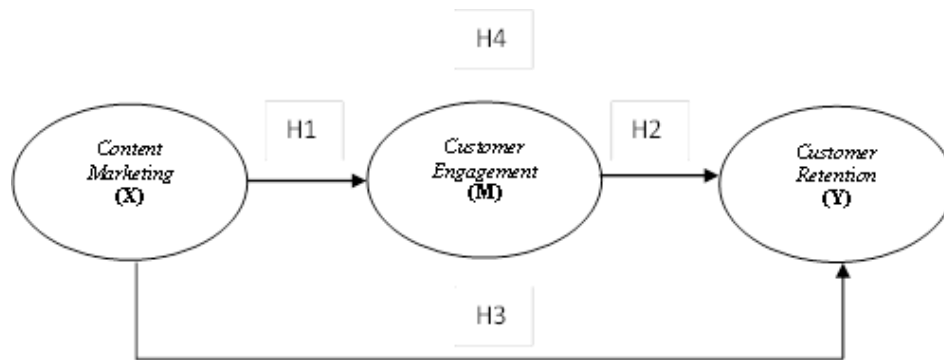 H4
H1
H2
Content
Marketing
(X)
Customer
Engagement
(M)
Customer
Retention
(Y)
H3